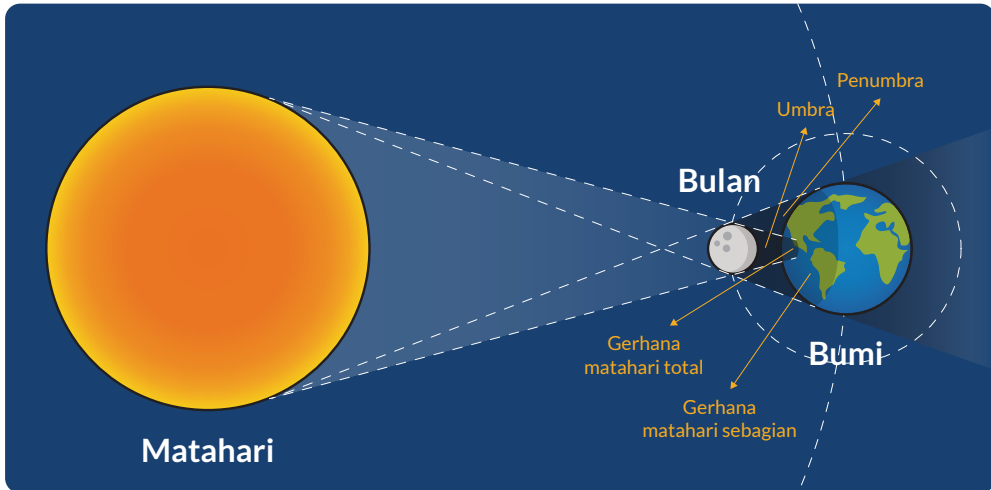 Penumbra
Umbra
Bulan
Gerhana
matahari total
Bumi
Gerhana
matahari sebagian
Matahari